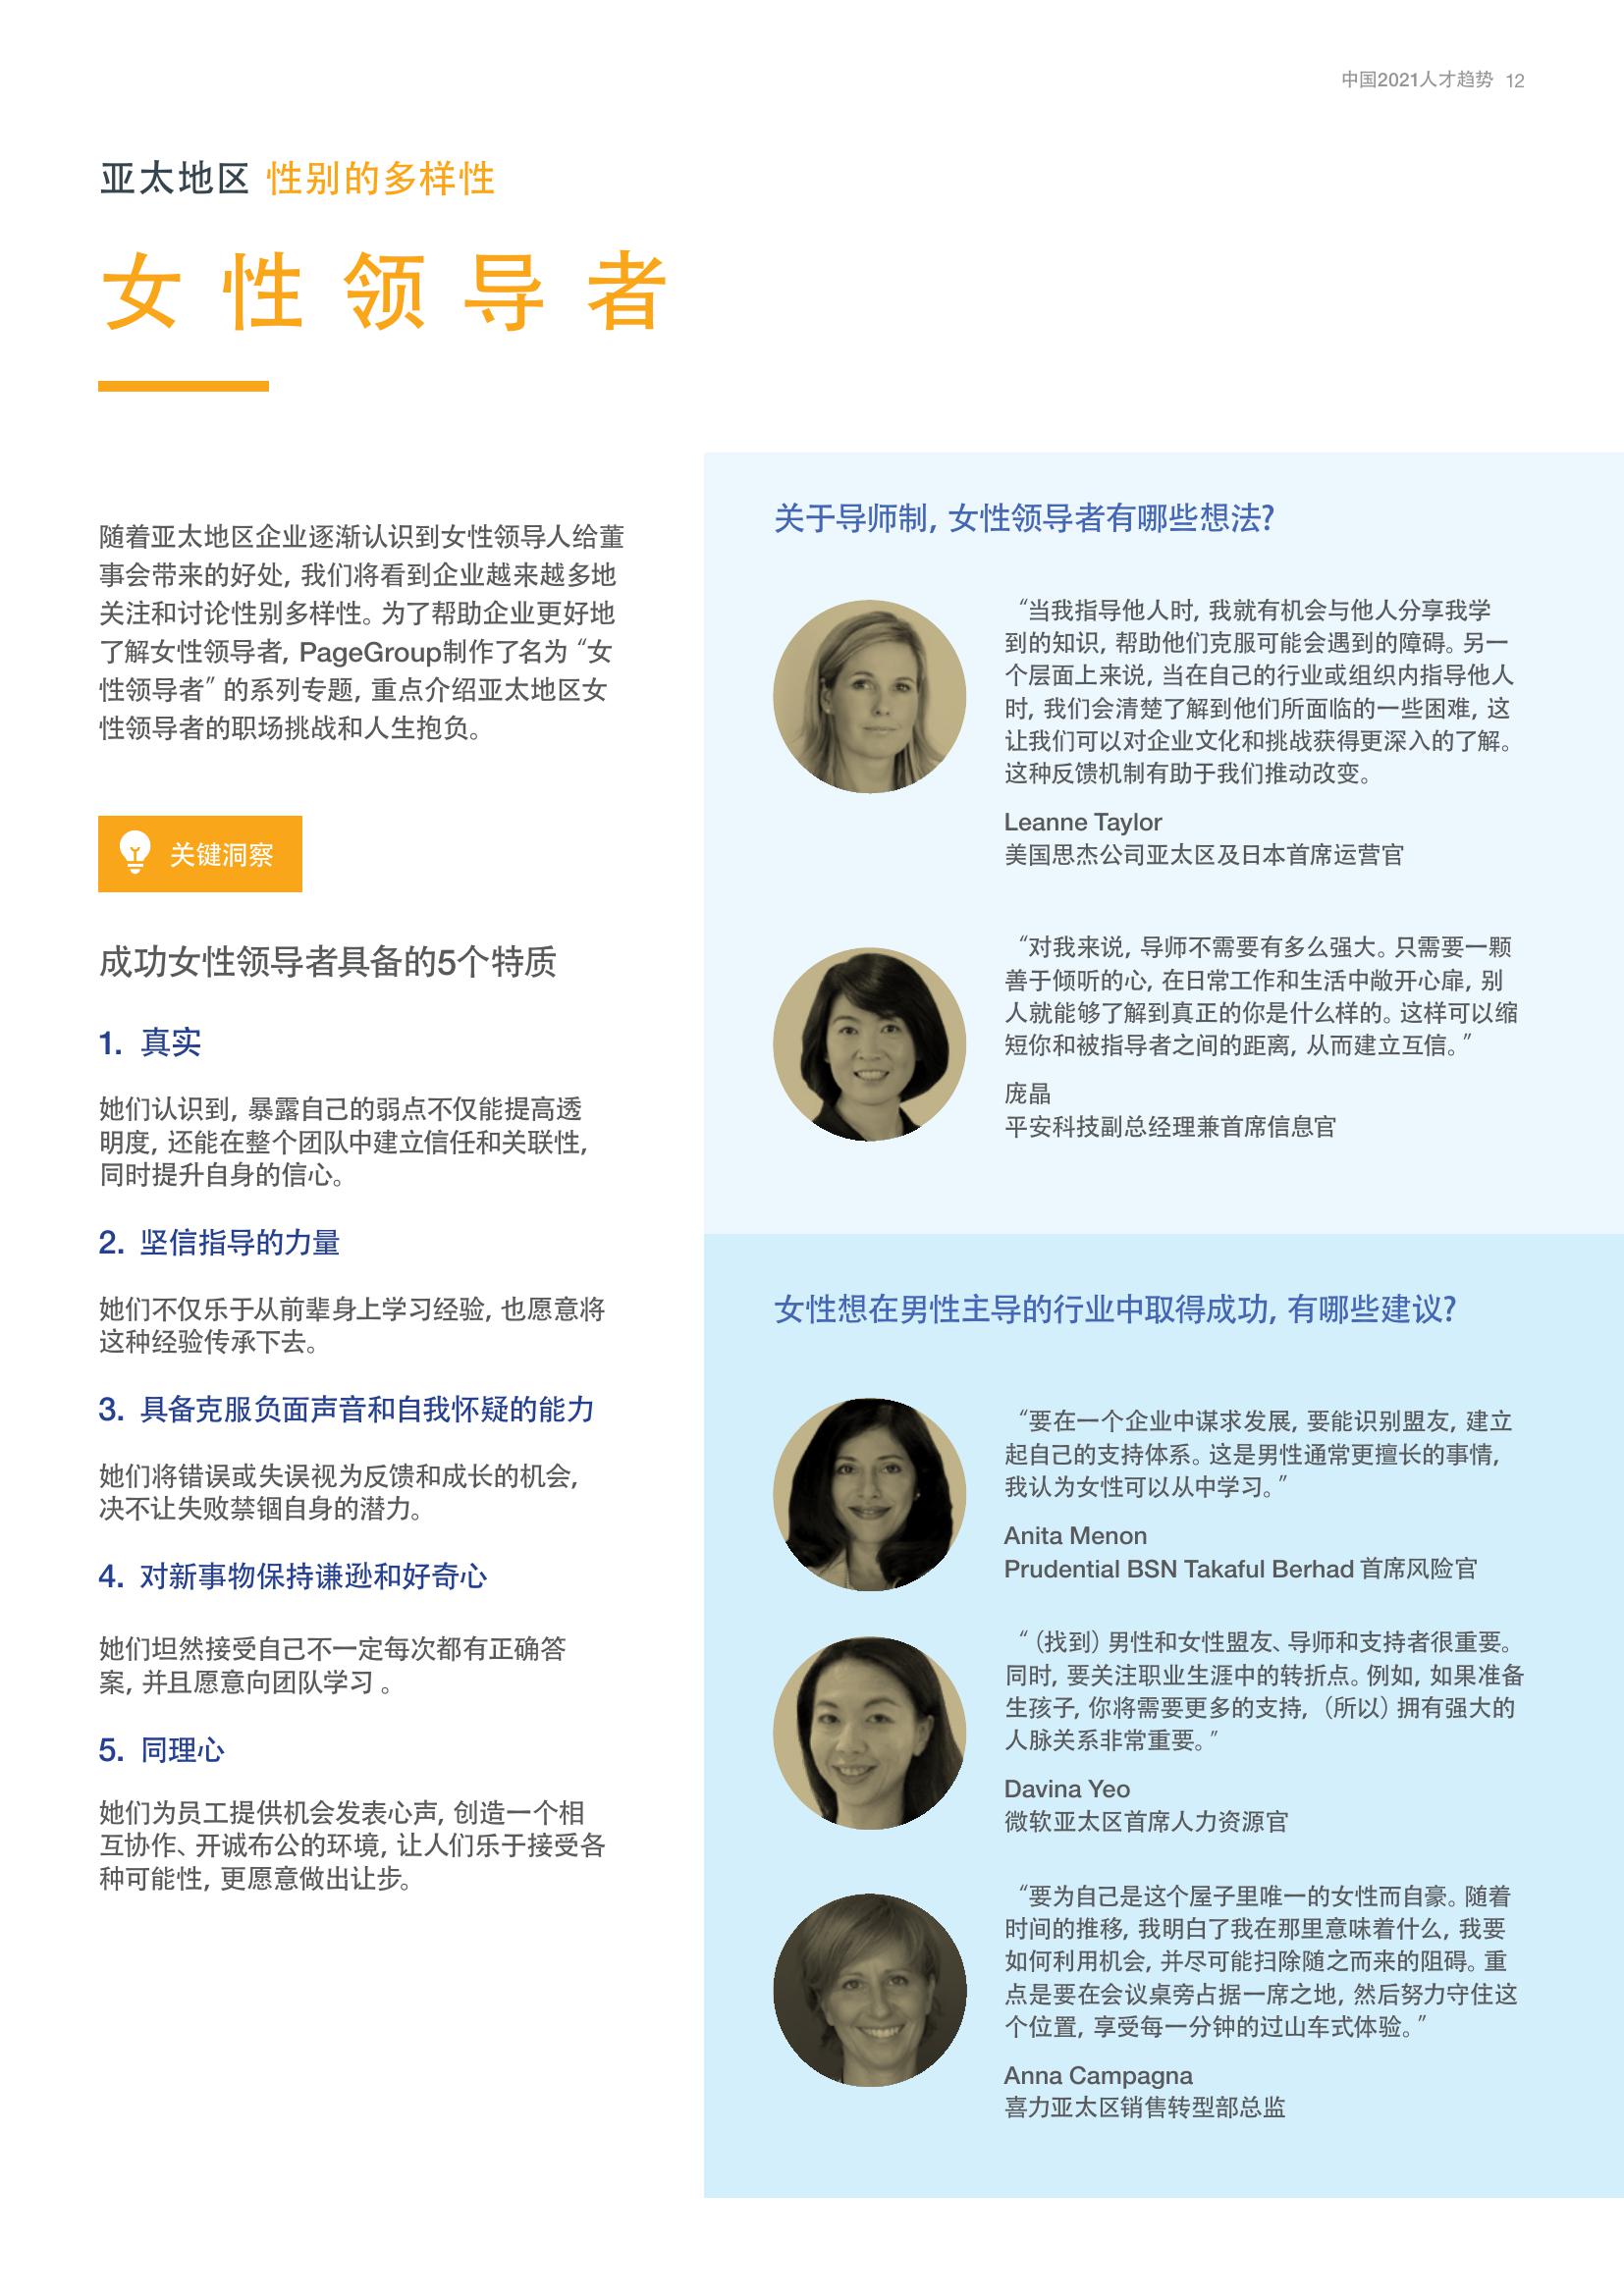 中国2021人才趋势 12
亚太地区 性别的多样性
女性领导者
随着亚太地区企业逐渐认识到女性领导人给董
事会带来的好处, 我们将看到企业越来越多地
关注和讨论性别多样性。为了帮助企业更好地
了解女性领导者, PageGroup制作了名为 “女
性领导者” 的系列专题, 重点介绍亚太地区女
性领导者的职场挑战和人生抱负。
关键洞察
成功女性领导者具备的5个特质
1. 真实
她们认识到, 暴露自己的弱点不仅能提高透
明度, 还能在整个团队中建立信任和关联性,
同时提升自身的信心。
2. 坚信指导的力量
她们不仅乐于从前辈身上学习经验, 也愿意将
这种经验传承下去。
3. 具备克服负面声音和自我怀疑的能力
她们将错误或失误视为反馈和成长的机会,
决不让失败禁锢自身的潜力。
4. 对新事物保持谦逊和好奇心
她们坦然接受自己不一定每次都有正确答
案, 并且愿意向团队学习 。
5. 同理心
她们为员工提供机会发表心声, 创造一个相
互协作、开诚布公的环境, 让人们乐于接受各
种可能性, 更愿意做出让步。
关于导师制, 女性领导者有哪些想法?
“当我指导他人时, 我就有机会与他人分享我学
到的知识, 帮助他们克服可能会遇到的障碍。另一
个层面上来说, 当在自己的行业或组织内指导他人
时, 我们会清楚了解到他们所面临的一些困难, 这
让我们可以对企业文化和挑战获得更深入的了解。
这种反馈机制有助于我们推动改变。
Leanne Taylor
美国思杰公司亚太区及日本首席运营官
“对我来说, 导师不需要有多么强大。只需要一颗
善于倾听的心, 在日常工作和生活中敞开心扉, 别
人就能够了解到真正的你是什么样的。这样可以缩
短你和被指导者之间的距离, 从而建立互信。”
庞晶
平安科技副总经理兼首席信息官
女性想在男性主导的行业中取得成功, 有哪些建议?
“要在一个企业中谋求发展, 要能识别盟友, 建立
起自己的支持体系。这是男性通常更擅长的事情,
我认为女性可以从中学习。”
Anita Menon
Prudential BSN Takaful Berhad 首席风险官
“（找到）男性和女性盟友、导师和支持者很重要。
同时, 要关注职业生涯中的转折点。例如, 如果准备
生孩子, 你将需要更多的支持, （所以）拥有强大的
人脉关系非常重要。”
Davina Yeo
微软亚太区首席人力资源官
“要为自己是这个屋子里唯一的女性而自豪。随着
时间的推移, 我明白了我在那里意味着什么, 我要
如何利用机会, 并尽可能扫除随之而来的阻碍。重
点是要在会议桌旁占据一席之地, 然后努力守住这
个位置, 享受每一分钟的过山车式体验。”
Anna Campagna
喜力亚太区销售转型部总监